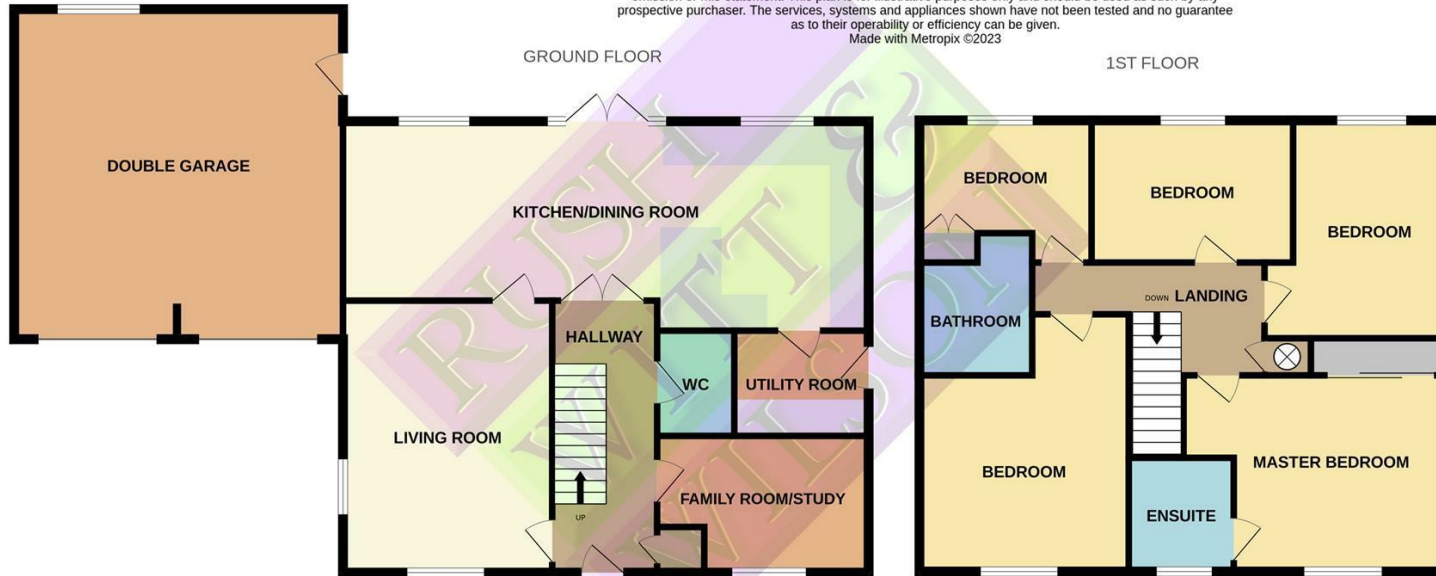 prospective purchaser. The services, systems and appliances shown have not been tested and no guarantee
as to their operability or efficiency can be given.
Made with Metropix ©2023
GROUND FLOOR
1ST FLOOR
DOUBLE GARAGE
KITCHEN/DINING ROOM
HALLWAY
WC
UTILITY ROOM
LIVING ROOM
FAMILY ROOM/STUDY
UP
BEDROOM
BEDROOM
BEDROOM
DOWN
LANDING
BATHROOM
BEDROOM
MASTER BEDROOM
ENSUITE
RUSH
WITT &
WILSON